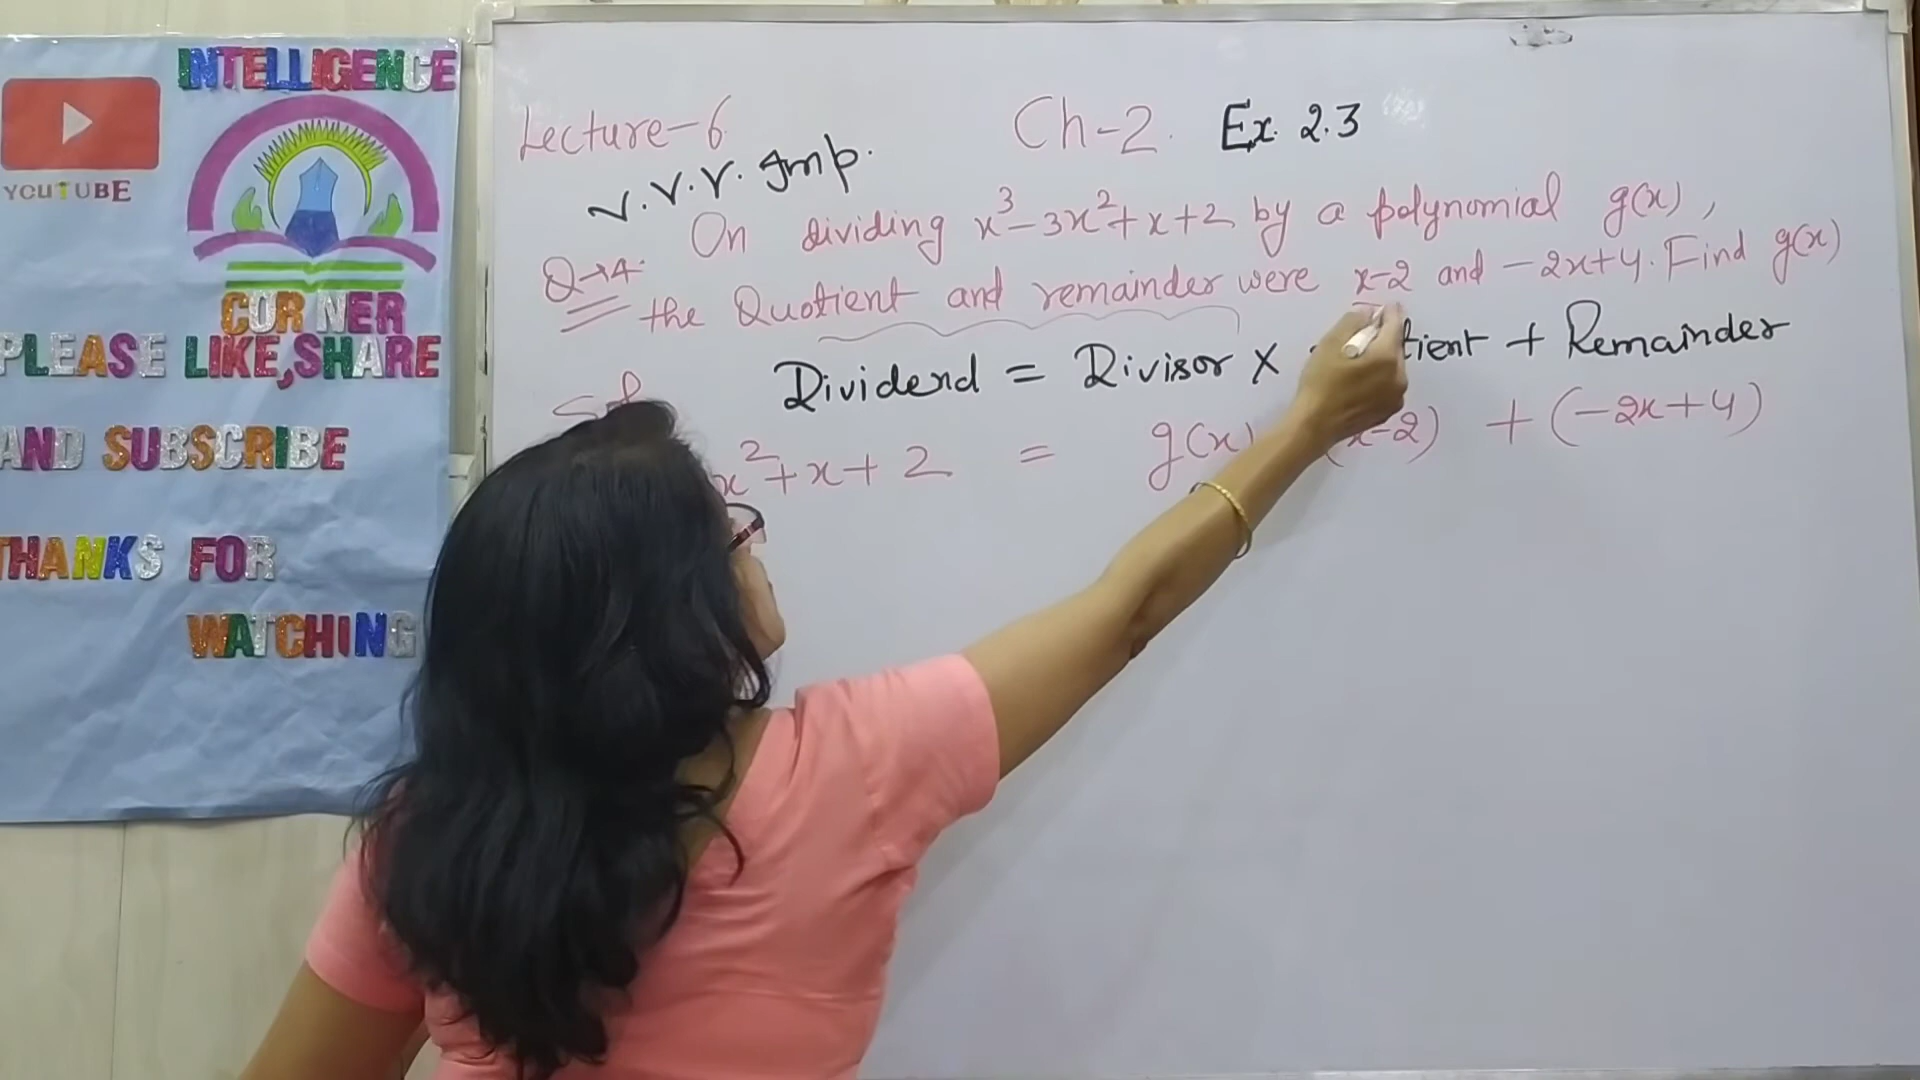 INTELLIGENCE
YOUTUBE
CORNER
PLEASE LIKE,SHARE
AND SUBSCRIBE
THANKS FOR
WATCHING
Lecture-6 Ch-2. Ex. 2.3
V.V.V. Imp.
Q→4. On dividing x³-3x²+x+2 by a polynomial g(x),
the Quotient and remainder were x-2 and -2x+4. Find g(x)
Dividend = Divisor X tient + Remainder
x²+x+2 = g(x) x-2) + (-2x+4)